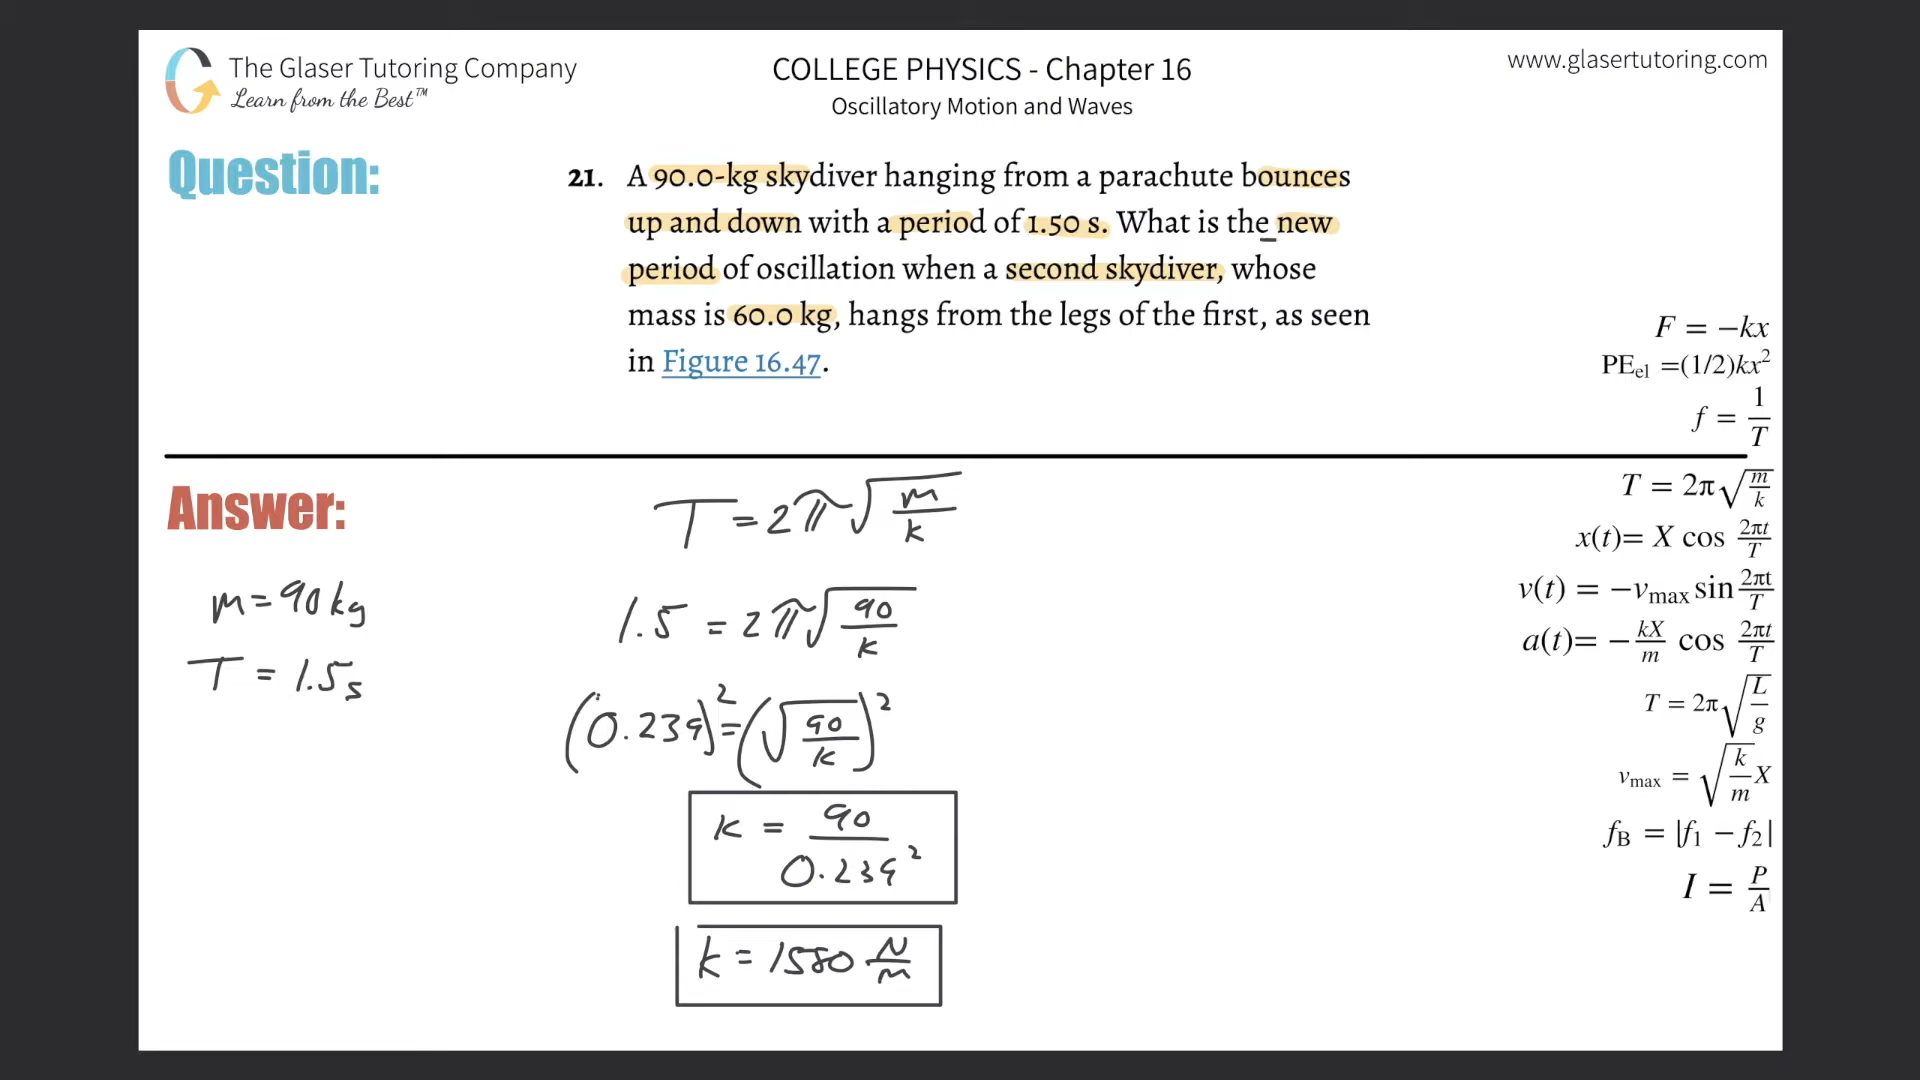 The Glaser Tutoring Company
Learn from the Best™
COLLEGE PHYSICS - Chapter 16
Oscillatory Motion and Waves
www.glasertutoring.com
Question:
21. A 90.0-kg skydiver hanging from a parachute bounces
up and down with a period of 1.50 s. What is the new
period of oscillation when a second skydiver, whose
mass is 60.0 kg, hangs from the legs of the first, as seen
in Figure 16.47.
F = −kx
PEel =(1/2)kx²
f = 1/T
Answer:
m = 90 kg
T = 1.5 s
T = 2π√(m/k)
1.5 = 2π√(90/k)
(0.239)² = (√(90/k))²
k = 90/0.239²
k = 1580 N/m
T = 2π√(m/k)
x(t)= X cos 2πt/T
v(t) = −vmax sin 2πt/T
a(t)= − kX/m cos 2πt/T
T = 2π√(L/g)
vmax = √(k/m)X
fB = |f1 − f2|
I = P/A